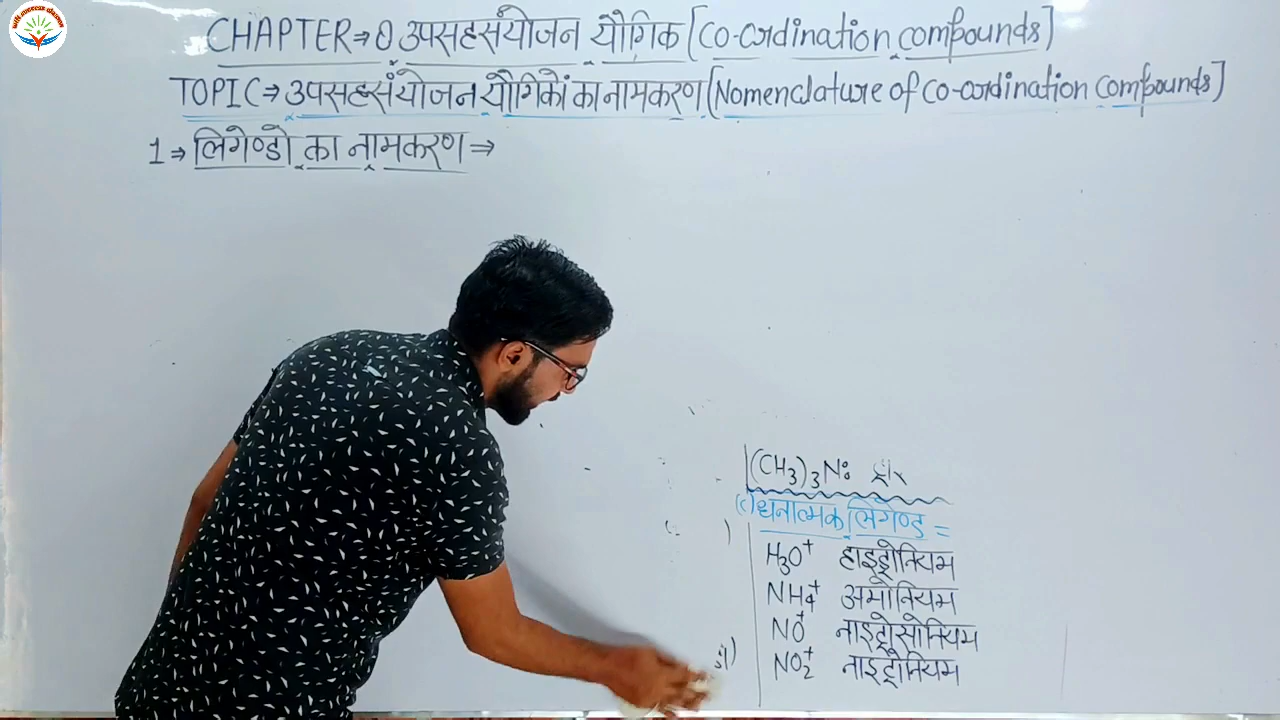 CHAPTER⇒ 0 उपसहसंयोजन यौगिक [Co-ordination compounds]
TOPIC⇒ उपसहसंयोजन यौगिकों का नामकरण [Nomenclature of Co-ordination compounds]
1⇒ लिगेण्डो का नामकरण ⇒
(CH₃)₃N:
(c) धनात्मक लिगेण्ड =
H₃O⁺ हाइड्रोनियम
NH₄⁺ अमोनियम
NO⁺ नाइट्रोसोनियम
NO₂⁺ नाइट्रोनियम